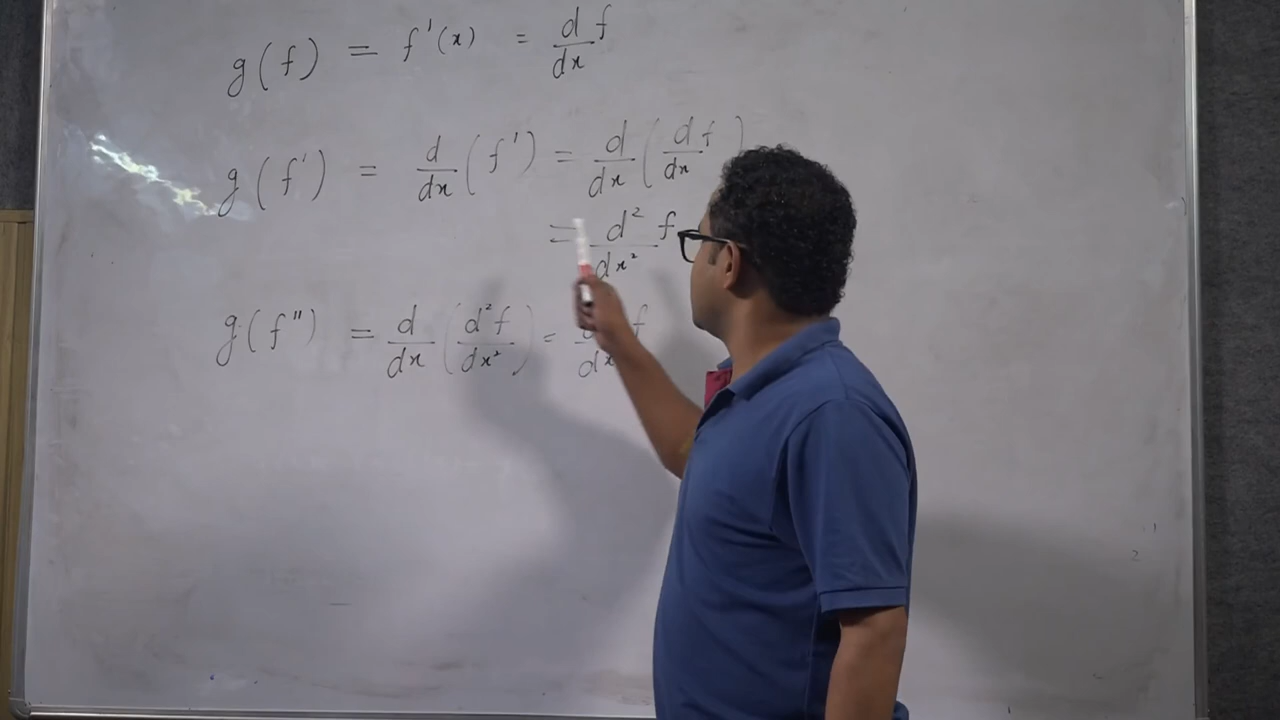 g(f) = f'(x) = d/dx f
g(f') = d/dx (f') = d/dx (d/dx f)
= d²/dx² f
g(f'') = d/dx (d²f/dx²) = f